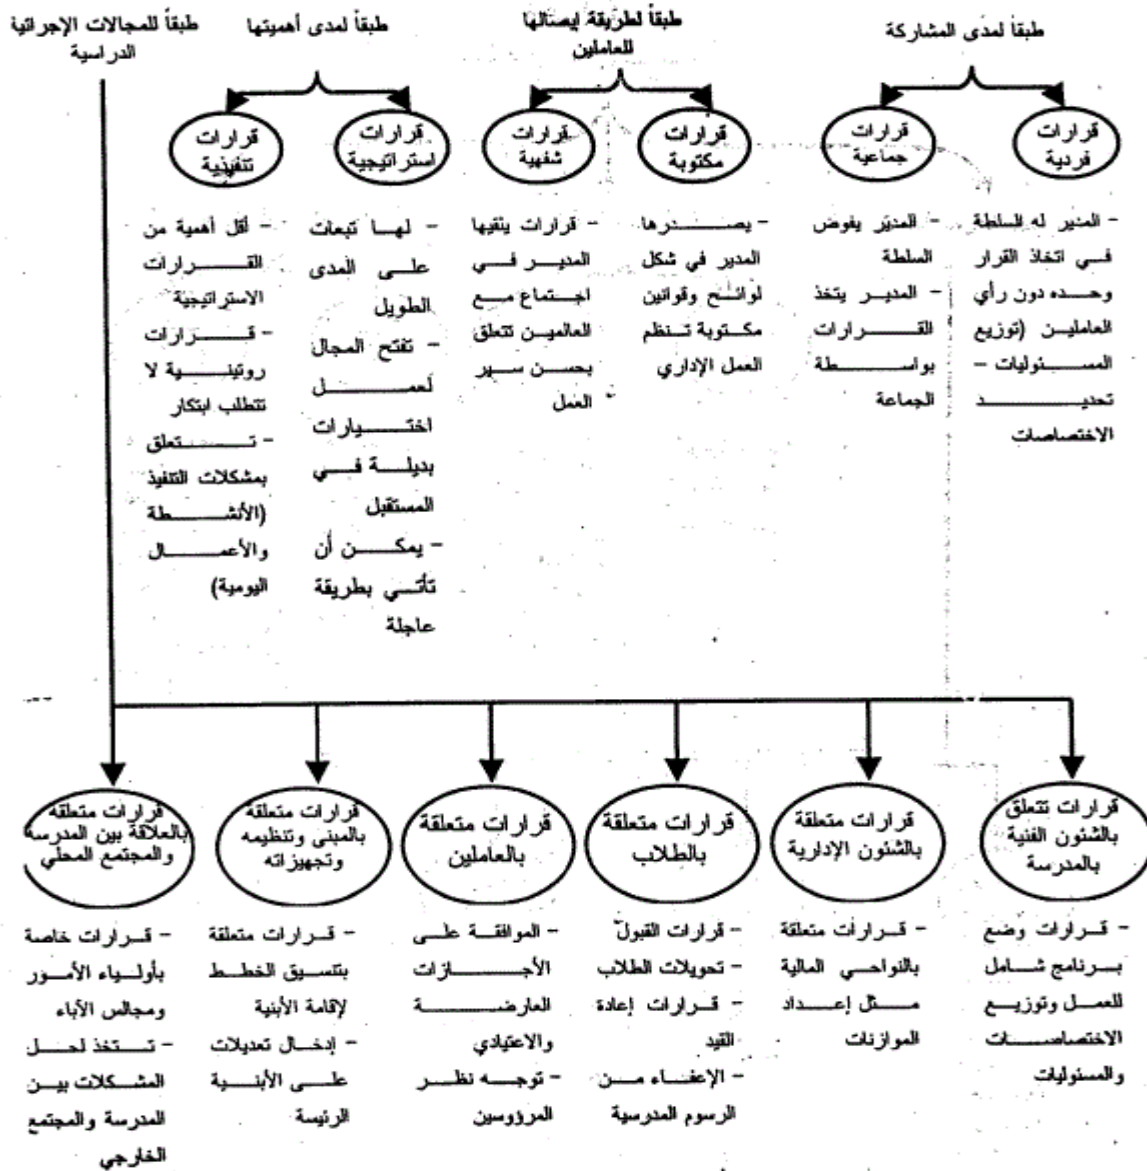 طبقاً لمدى المشاركة
طبقاً لطريقة إيصالها
للعاملين
طبقاً لمدى أهميتها
طبقاً للمجالات الإجرائية
الدراسية
قرارات
فردية
قرارات
جماعية
قرارات
مكتوبة
قرارات
شفهية
قرارات
استراتيجية
قرارات
تنفيذية
- المدير له السلطة
في اتخاذ القرار
وحده دون رأي
العاملين (توزيع
المسئوليات -
تحديد
الاختصاصات
- المدير يفوض
السلطة
- المدير يتخذ
القرارات
بواسطة
الجماعة
- يصدرها
المدير في شكل
لوائح وقوانين
مكتوبة تنظم
العمل الإداري
- قرارات يلقيها
المدير في
اجتماع مع
العالمين تتعلق
بحسن سير
العمل
- لها تبعات
على المدى
الطويل
- تفتح المجال
لعمل
اختيارات
بديلة في
المستقبل
- يمكن أن
تأتي بطريقة
عاجلة
- أقل أهمية من
القرارات
الاستراتيجية
- قرارات
روتينية لا
تتطلب ابتكار
- تتعلق
بمشكلات التنفيذ
(الأنشطة
والأعمال
اليومية)
قرارات تتعلق
بالشئون الفنية
بالمدرسة
قرارات متعلقة
بالشئون الإدارية
قرارات متعلقة
بالطلاب
قرارات متعلقة
بالعاملين
قرارات متعلقة
بالمبنى وتنظيمه
وتجهيزاته
قرارات متعلقة
بالعلاقة بين المدرسة
والمجتمع المحلي
- قرارات وضع
برنامج شامل
للعمل وتوزيع
الاختصاصات
والمسئوليات
- قرارات متعلقة
بالنواحي المالية
مثل إعداد
الموازنات
- قرارات القبول
- تحويلات الطلاب
- قرارات إعادة
القيد
- الإعفاء من
الرسوم المدرسية
- الموافقة على
الأجازات
العارضة
والاعتيادي
- توجه نظر
المرؤوسين
- قرارات متعلقة
بتنسيق الخطط
لإقامة الأبنية
- إدخال تعديلات
على الأبنية
الرئيسة
- قرارات خاصة
بأولياء الأمور
ومجالس الآباء
- تتخذ لحل
المشكلات بين
المدرسة والمجتمع
الخارجي